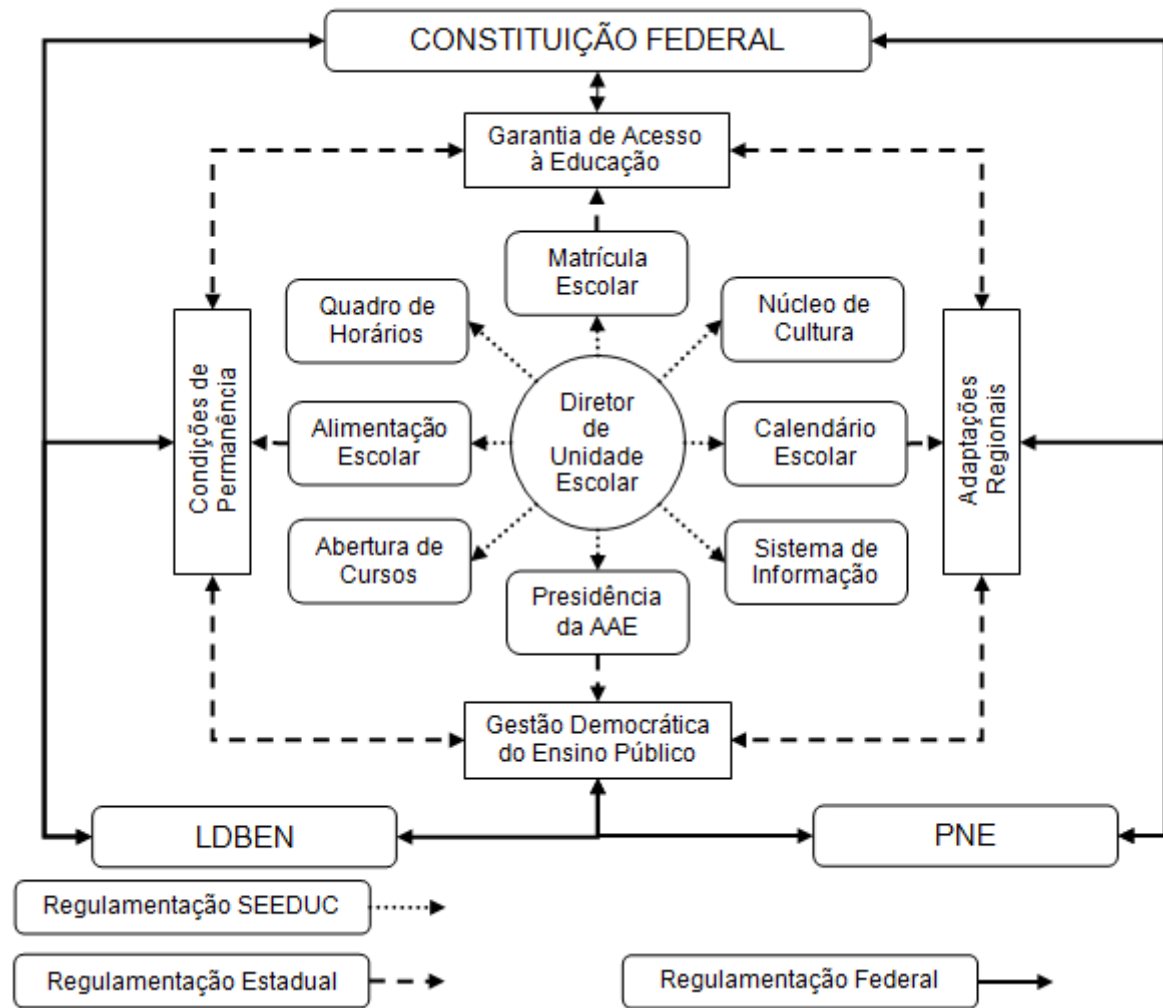 CONSTITUIÇÃO FEDERAL
Garantia de Acesso
à Educação
Matrícula
Escolar
Quadro de
Horários
Núcleo de
Cultura
Condições de
Permanência
Alimentação
Escolar
Diretor
de
Unidade
Escolar
Calendário
Escolar
Adaptações
Regionais
Abertura de
Cursos
Sistema de
Informação
Presidência
da AAE
Gestão Democrática
do Ensino Público
LDBEN
PNE
Regulamentação SEEDUC
Regulamentação Estadual
Regulamentação Federal